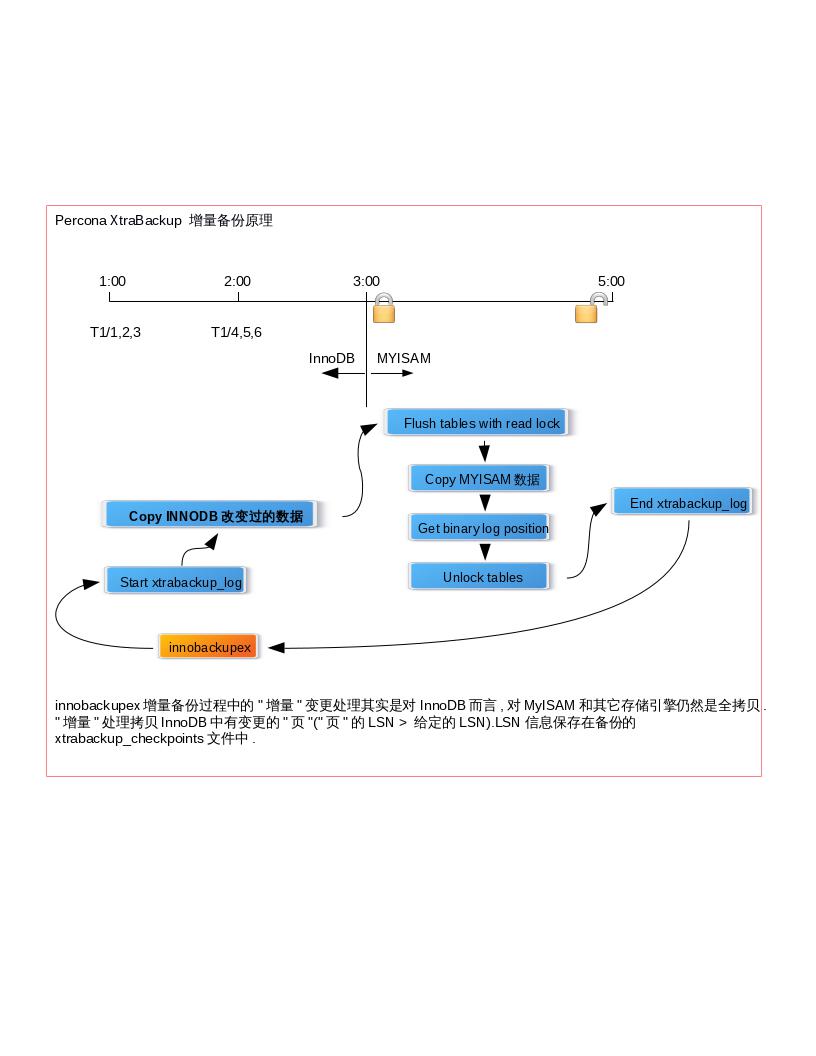 Percona XtraBackup 增量备份原理
1:00
2:00
3:00
5:00
T1/1,2,3
T1/4,5,6
InnoDB
MYISAM
Flush tables with read lock
Copy MYISAM 数据
Get binary log position
Unlock tables
End xtrabackup_log
Copy INNODB 改变过的数据
Start xtrabackup_log
innobackupex
innobackupex 增量备份过程中的 " 增量 " 变更处理其实是对 InnoDB 而言 , 对 MyISAM 和其它存储引擎仍然是全拷贝 .
" 增量 " 处理拷贝 InnoDB 中有变更的 " 页 "(" 页 " 的 LSN > 给定的 LSN).LSN 信息保存在备份的
xtrabackup_checkpoints 文件中 .